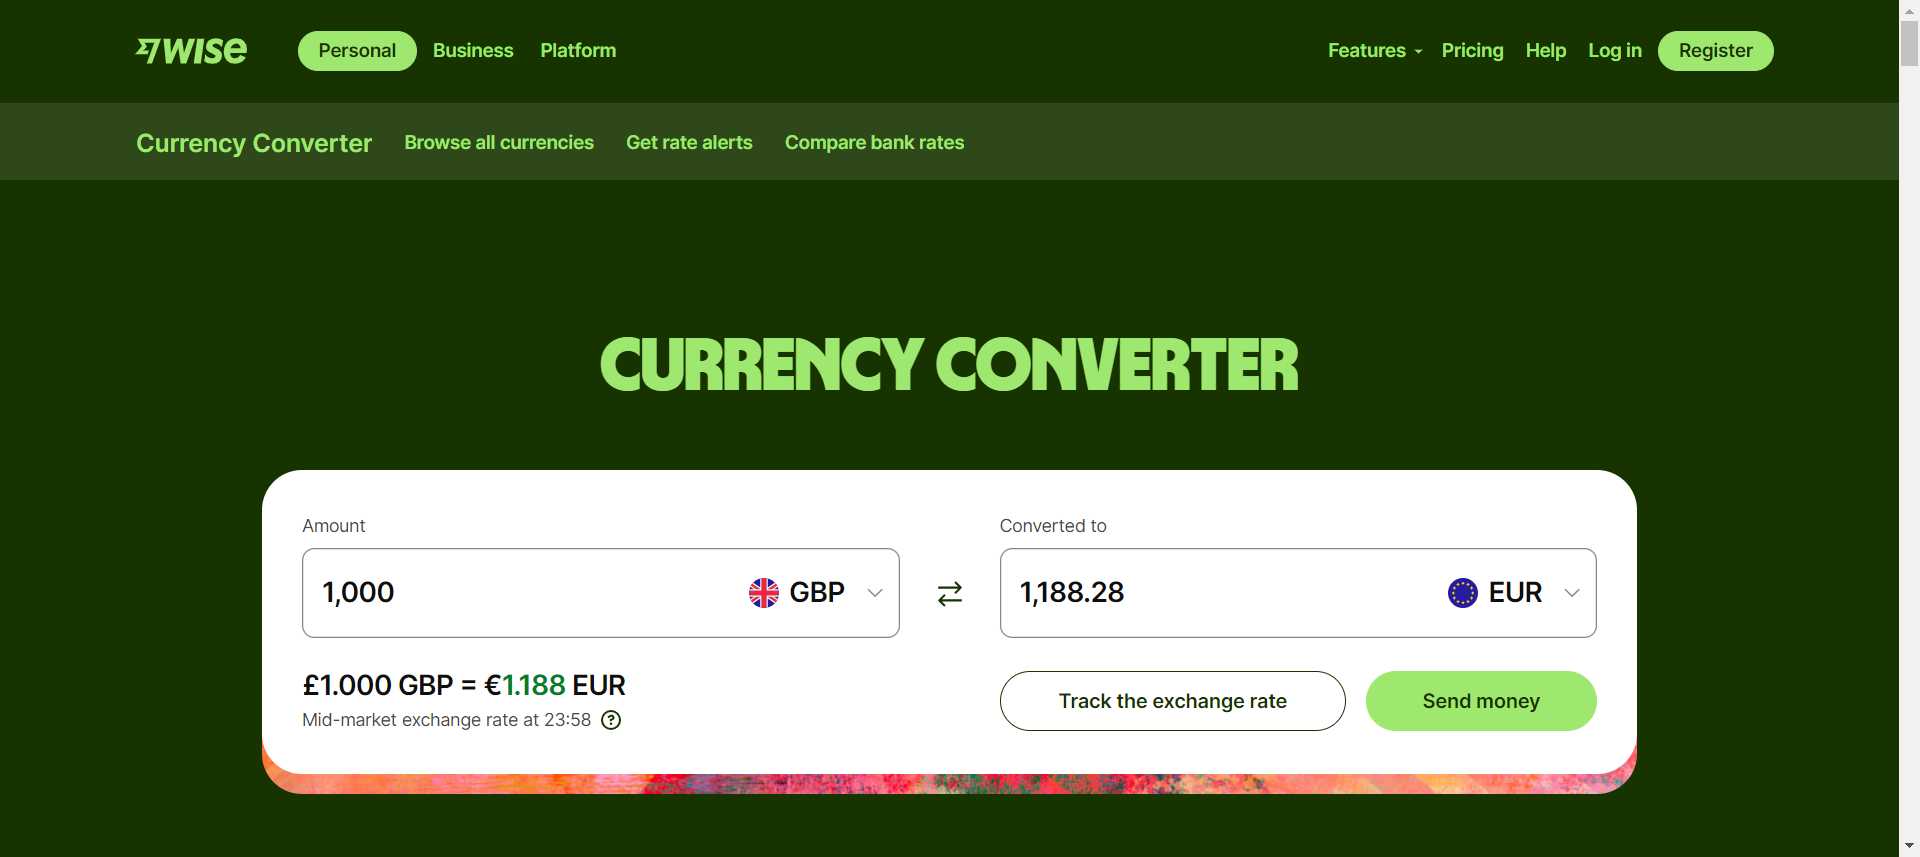 WISE
Personal Business Platform
Features Pricing Help Log in Register
Currency Converter Browse all currencies Get rate alerts Compare bank rates
CURRENCY CONVERTER
Amount
1,000 GBP
Converted to
1,188.28 EUR
£1.000 GBP = €1.188 EUR
Mid-market exchange rate at 23:58 ?
Track the exchange rate Send money